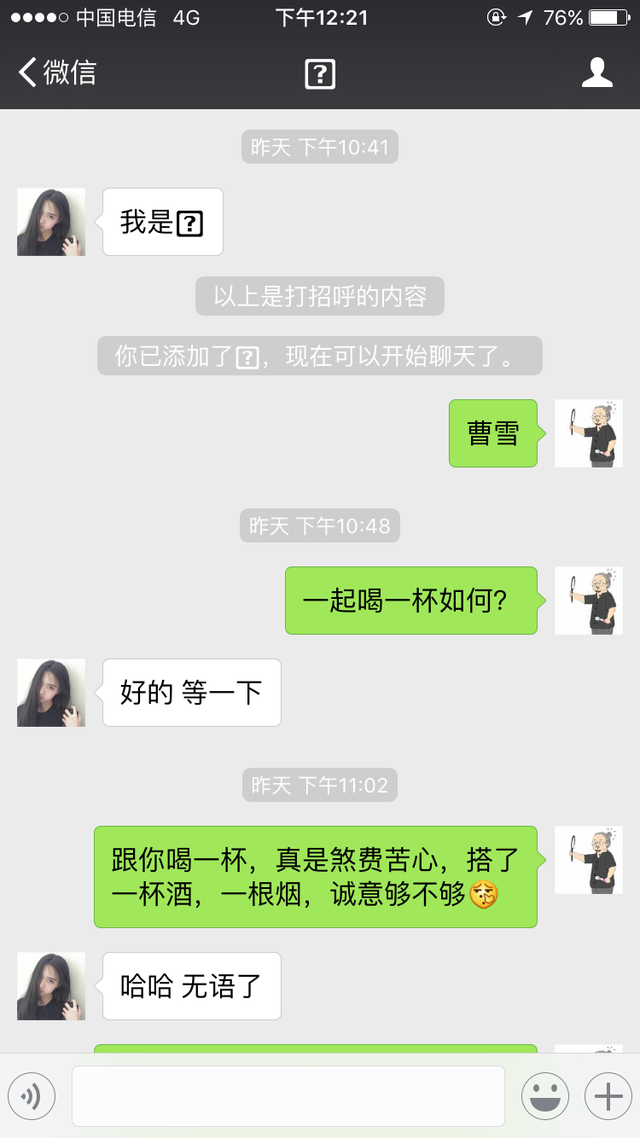 中国电信 4G 下午12:21 76%
微信 ?
昨天 下午10:41
我是?
以上是打招呼的内容
你已添加了?，现在可以开始聊天了。
曹雪
昨天 下午10:48
一起喝一杯如何？
好的 等一下
昨天 下午11:02
跟你喝一杯，真是煞费苦心，搭了
一杯酒，一根烟，诚意够不够
哈哈 无语了